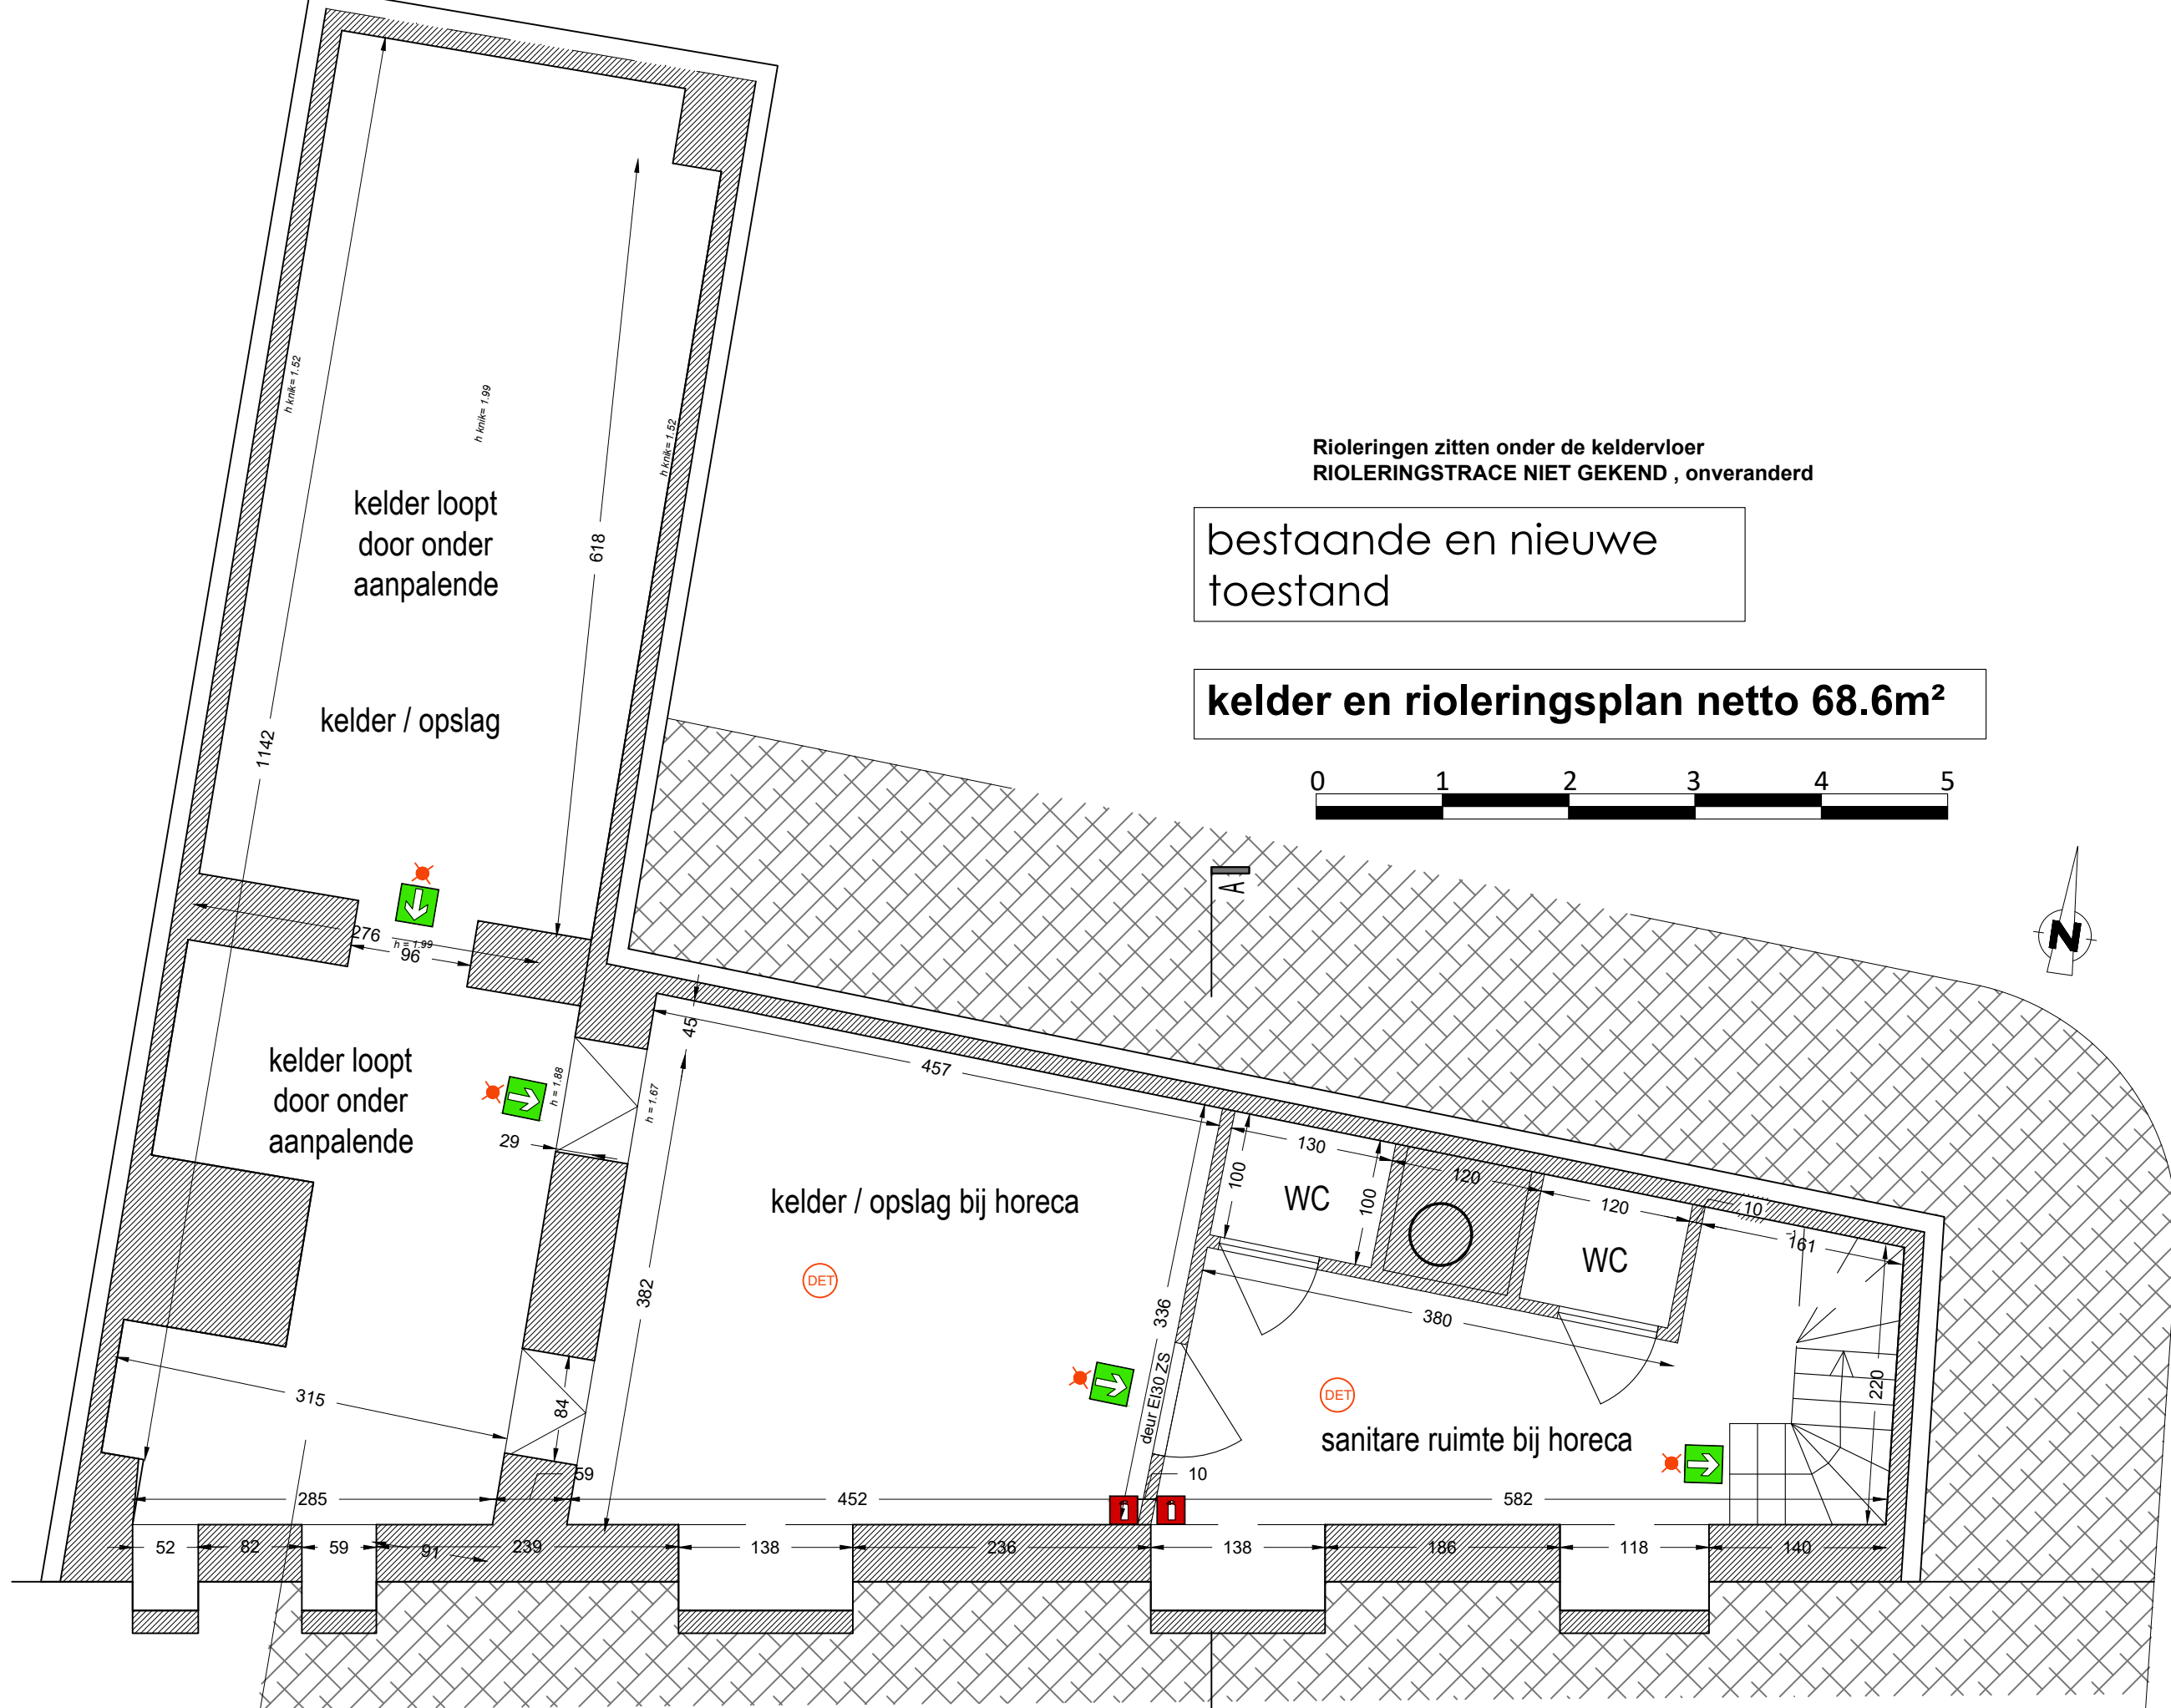 h knik= 1.52
h knik= 1.99
h knik= 1.52
kelder loopt
door onder
aanpalende
618
kelder / opslag
1142
Rioleringen zitten onder de keldervloer
RIOLERINGSTRACE NIET GEKEND , onveranderd
bestaande en nieuwe
toestand
kelder en rioleringsplan netto 68.6m²
0 1 2 3 4 5
A
N
276
h = 1.99
96
45
457
kelder loopt
door onder
aanpalende
h = 1.88
h = 1.67
29
kelder / opslag bij horeca
DET
382
336
130
100
WC
100
120
120
WC
10
161
380
220
315
84
59
deur EI30 ZS
DET
sanitare ruimte bij horeca
10
285
452
582
52
82
59
91
239
138
236
138
186
118
140